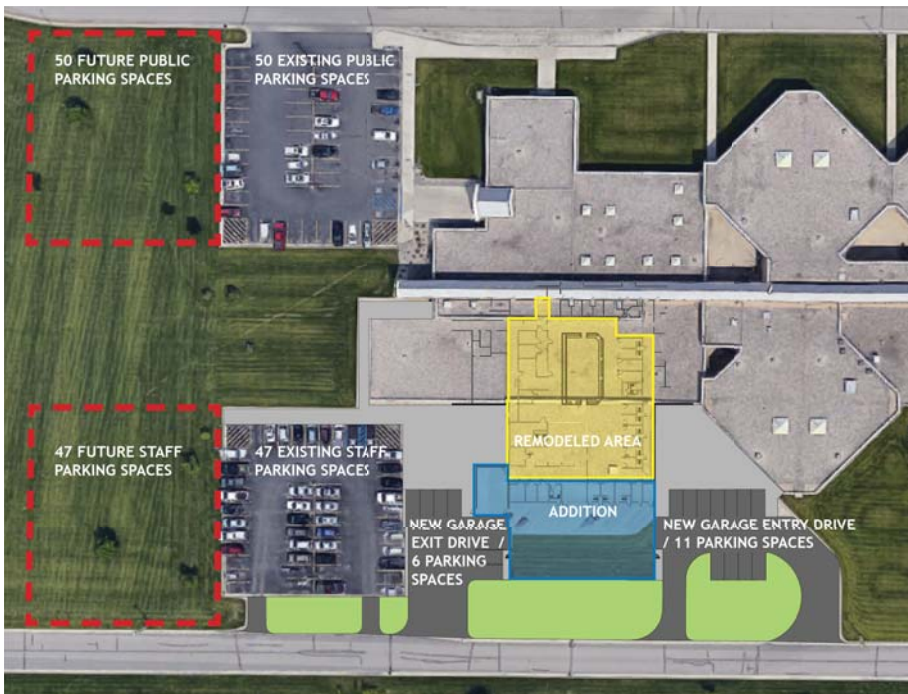 50 FUTURE PUBLIC
PARKING SPACES
50 EXISTING PUBLIC
PARKING SPACES
REMODELED AREA
47 FUTURE STAFF
PARKING SPACES
47 EXISTING STAFF
PARKING SPACES
ADDITION
NEW GARAGE
EXIT DRIVE /
6 PARKING
SPACES
NEW GARAGE ENTRY DRIVE
/ 11 PARKING SPACES